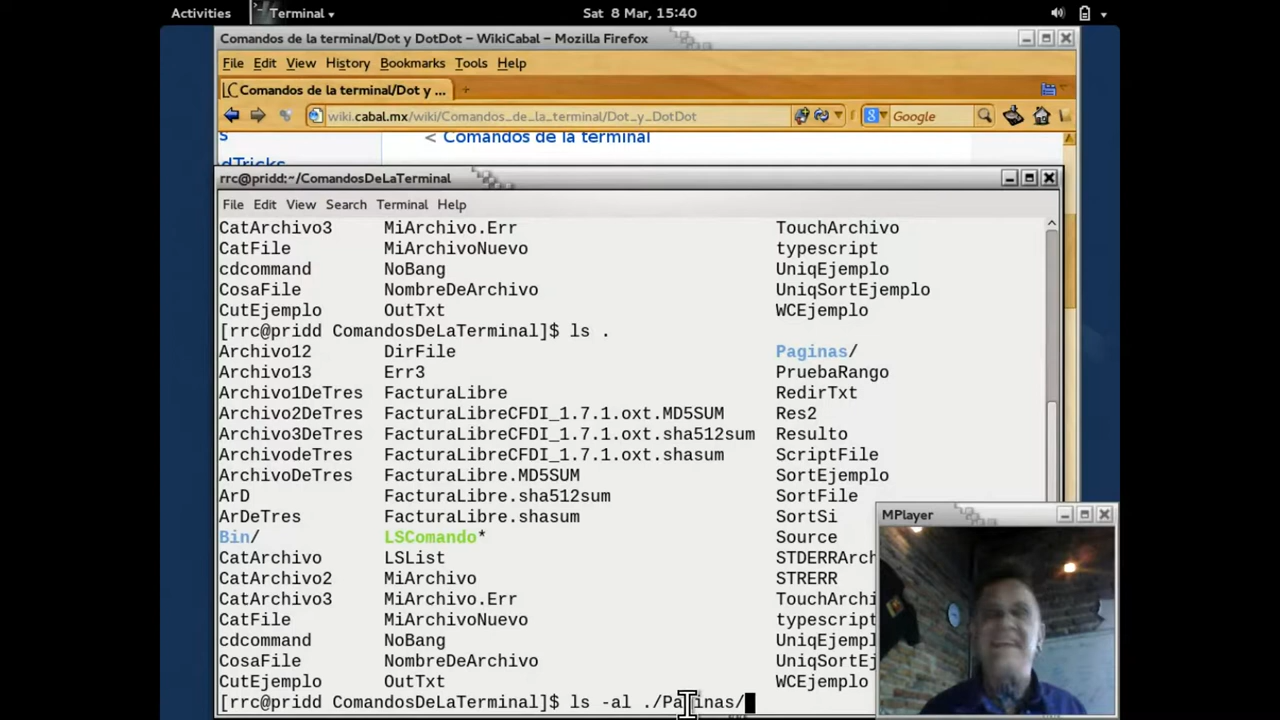 Activities Terminal Sat 8 Mar, 15:40
Comandos de la terminal/Dot y DotDot – WikiCabal – Mozilla Firefox
File Edit View History Bookmarks Tools Help
Comandos de la terminal/Dot y ...
wiki.cabal.mx/wiki/Comandos_de_la_terminal/Dot_y_DotDot Google
s < Comandos de la terminal
dTricks
rrc@pridd:~/ComandosDeLaTerminal
File Edit View Search Terminal Help
CatArchivo3 MiArchivo.Err TouchArchivo
CatFile MiArchivoNuevo typescript
cdcommand NoBang UniqEjemplo
CosaFile NombreDeArchivo UniqSortEjemplo
CutEjemplo OutTxt WCEjemplo
[rrc@pridd ComandosDeLaTerminal]$ ls .
Archivo12 DirFile Paginas/
Archivo13 Err3 PruebaRango
Archivo1DeTres FacturaLibre RedirTxt
Archivo2DeTres FacturaLibreCFDI_1.7.1.oxt.MD5SUM Res2
Archivo3DeTres FacturaLibreCFDI_1.7.1.oxt.sha512sum Resulto
ArchivodeTres FacturaLibreCFDI_1.7.1.oxt.shasum ScriptFile
ArchivoDeTres FacturaLibre.MD5SUM SortEjemplo
ArD FacturaLibre.sha512sum SortFile
ArDeTres FacturaLibre.shasum SortSi
Bin/ LSComando* Source
CatArchivo LSList STDERRArch
CatArchivo2 MiArchivo STRERR
CatArchivo3 MiArchivo.Err TouchArchi
CatFile MiArchivoNuevo typescript
cdcommand NoBang UniqEjempl
CosaFile NombreDeArchivo UniqSortEj
CutEjemplo OutTxt WCEjemplo
[rrc@pridd ComandosDeLaTerminal]$ ls -al ./Paginas/
MPlayer